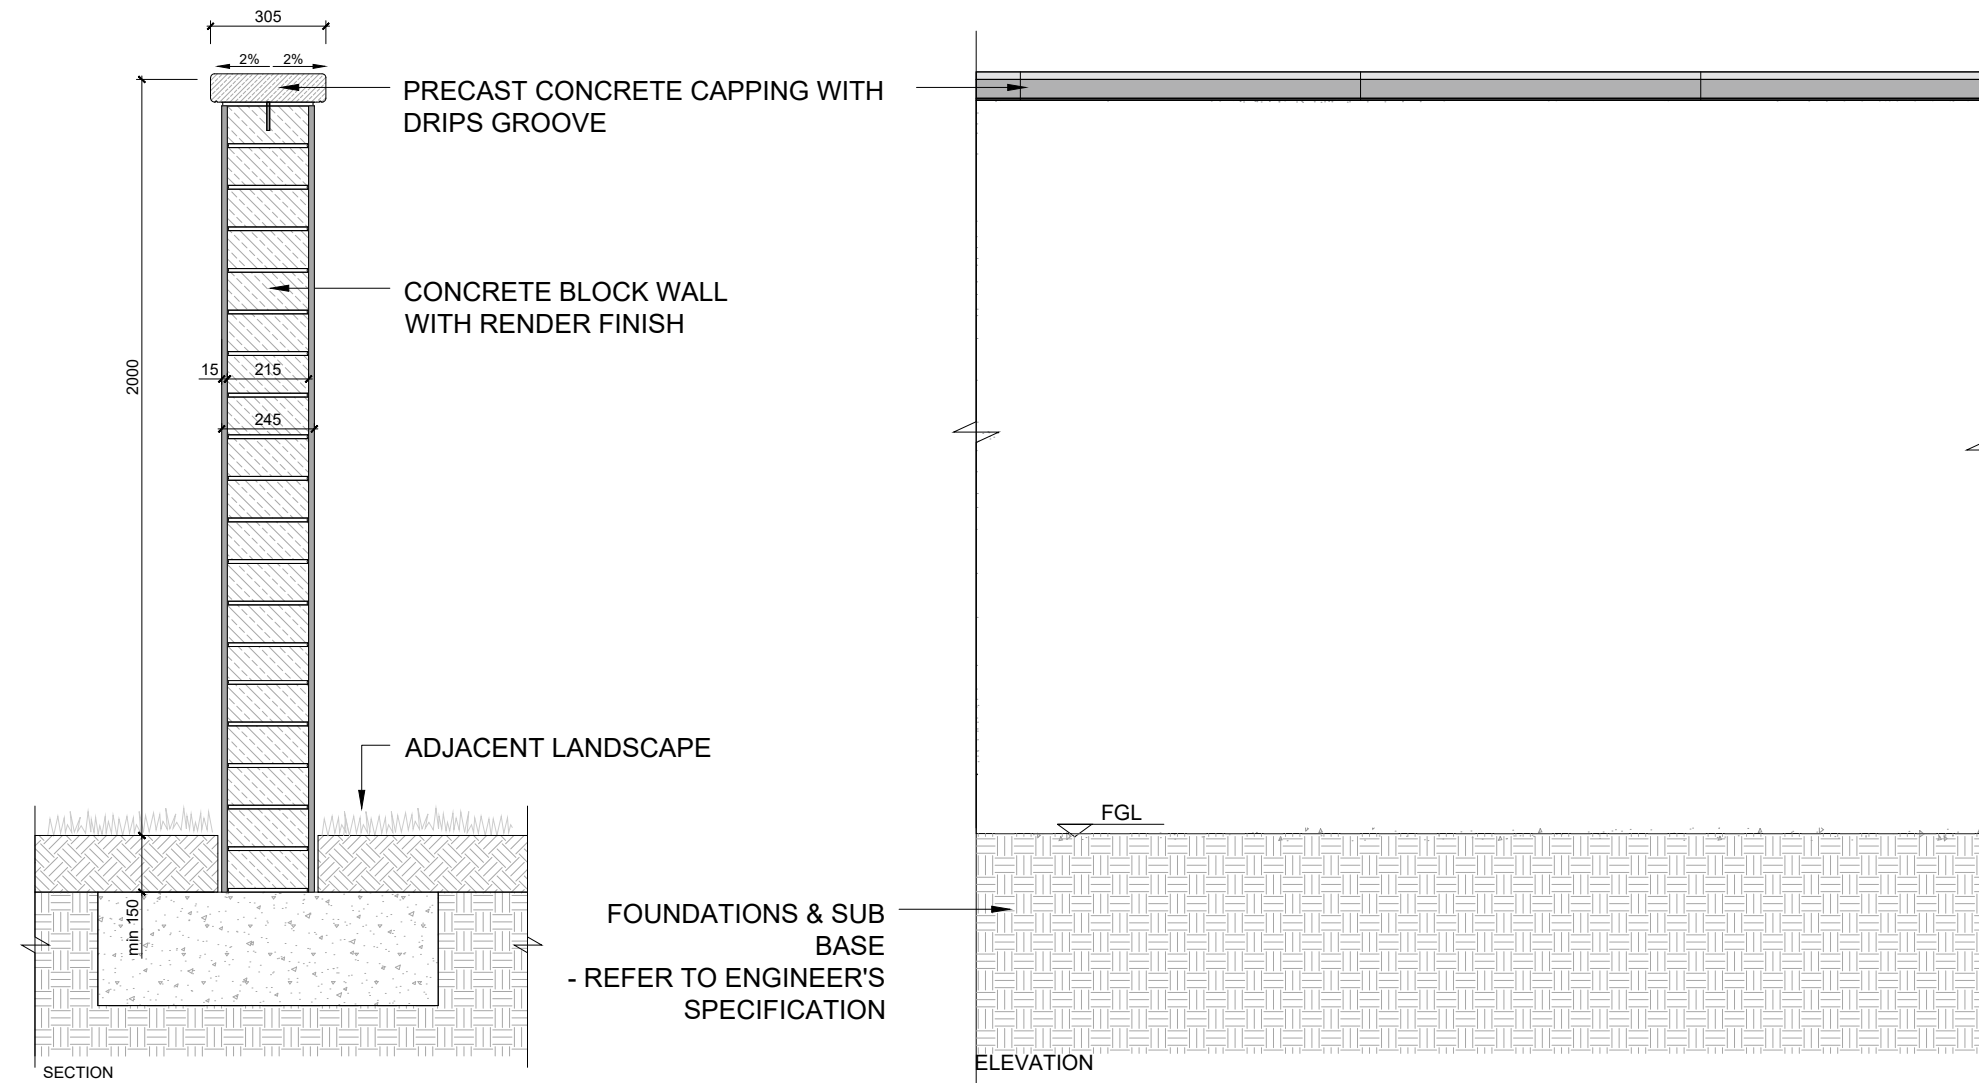 305
2%
2%
PRECAST CONCRETE CAPPING WITH
DRIPS GROOVE
CONCRETE BLOCK WALL
WITH RENDER FINISH
2000
15
215
245
ADJACENT LANDSCAPE
FGL
min 150
FOUNDATIONS & SUB
BASE
- REFER TO ENGINEER'S
SPECIFICATION
SECTION
ELEVATION